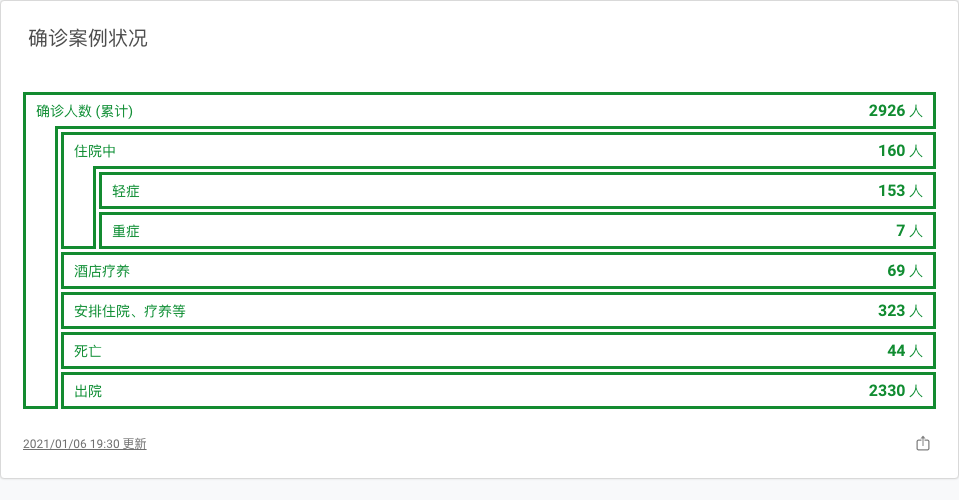 确诊案例状况
确诊人数 (累计) 2926 人
住院中 160 人
轻症 153 人
重症 7 人
酒店疗养 69 人
安排住院、疗养等 323 人
死亡 44 人
出院 2330 人
2021/01/06 19:30 更新